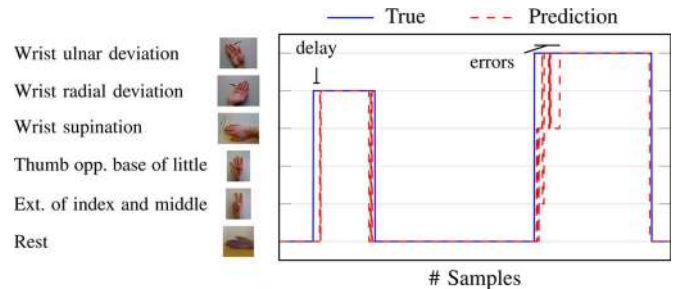 True
Prediction
Wrist ulnar deviation
delay
errors
Wrist radial deviation
Wrist supination
Thumb opp. base of little
Ext. of index and middle
Rest
# Samples